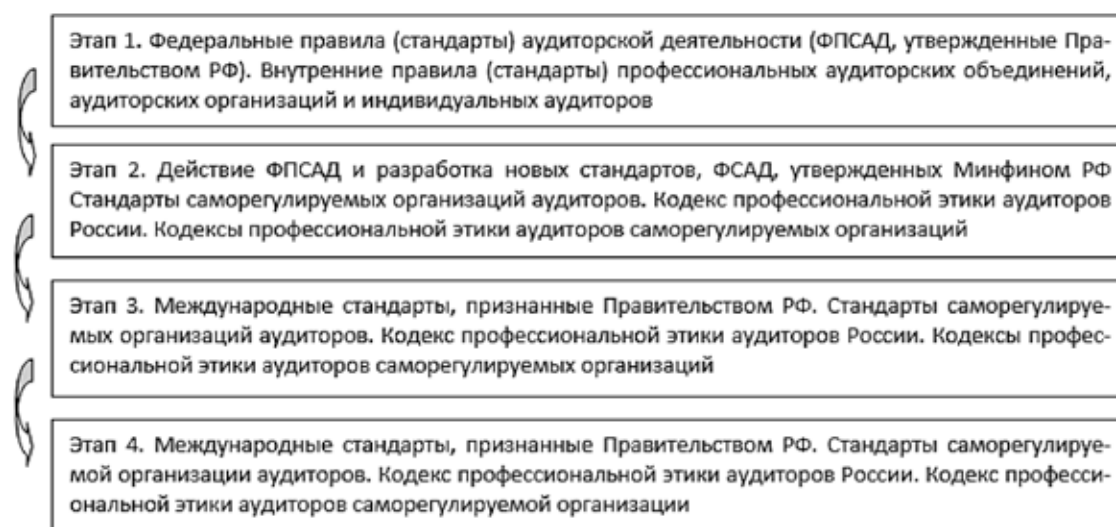 Этап 1. Федеральные правила (стандарты) аудиторской деятельности (ФПСАД, утвержденные Пра-
вительством РФ). Внутренние правила (стандарты) профессиональных аудиторских объединений,
аудиторских организаций и индивидуальных аудиторов
Этап 2. Действие ФПСАД и разработка новых стандартов, ФСАД, утвержденных Минфином РФ
Стандарты саморегулируемых организаций аудиторов. Кодекс профессиональной этики аудиторов
России. Кодексы профессиональной этики аудиторов саморегулируемых организаций
Этап 3. Международные стандарты, признанные Правительством РФ. Стандарты саморегулируе-
мых организаций аудиторов. Кодекс профессиональной этики аудиторов России. Кодексы профес-
сиональной этики аудиторов саморегулируемых организаций
Этап 4. Международные стандарты, признанные Правительством РФ. Стандарты саморегулируе-
мой организации аудиторов. Кодекс профессиональной этики аудиторов России. Кодекс професси-
ональной этики аудиторов саморегулируемой организации